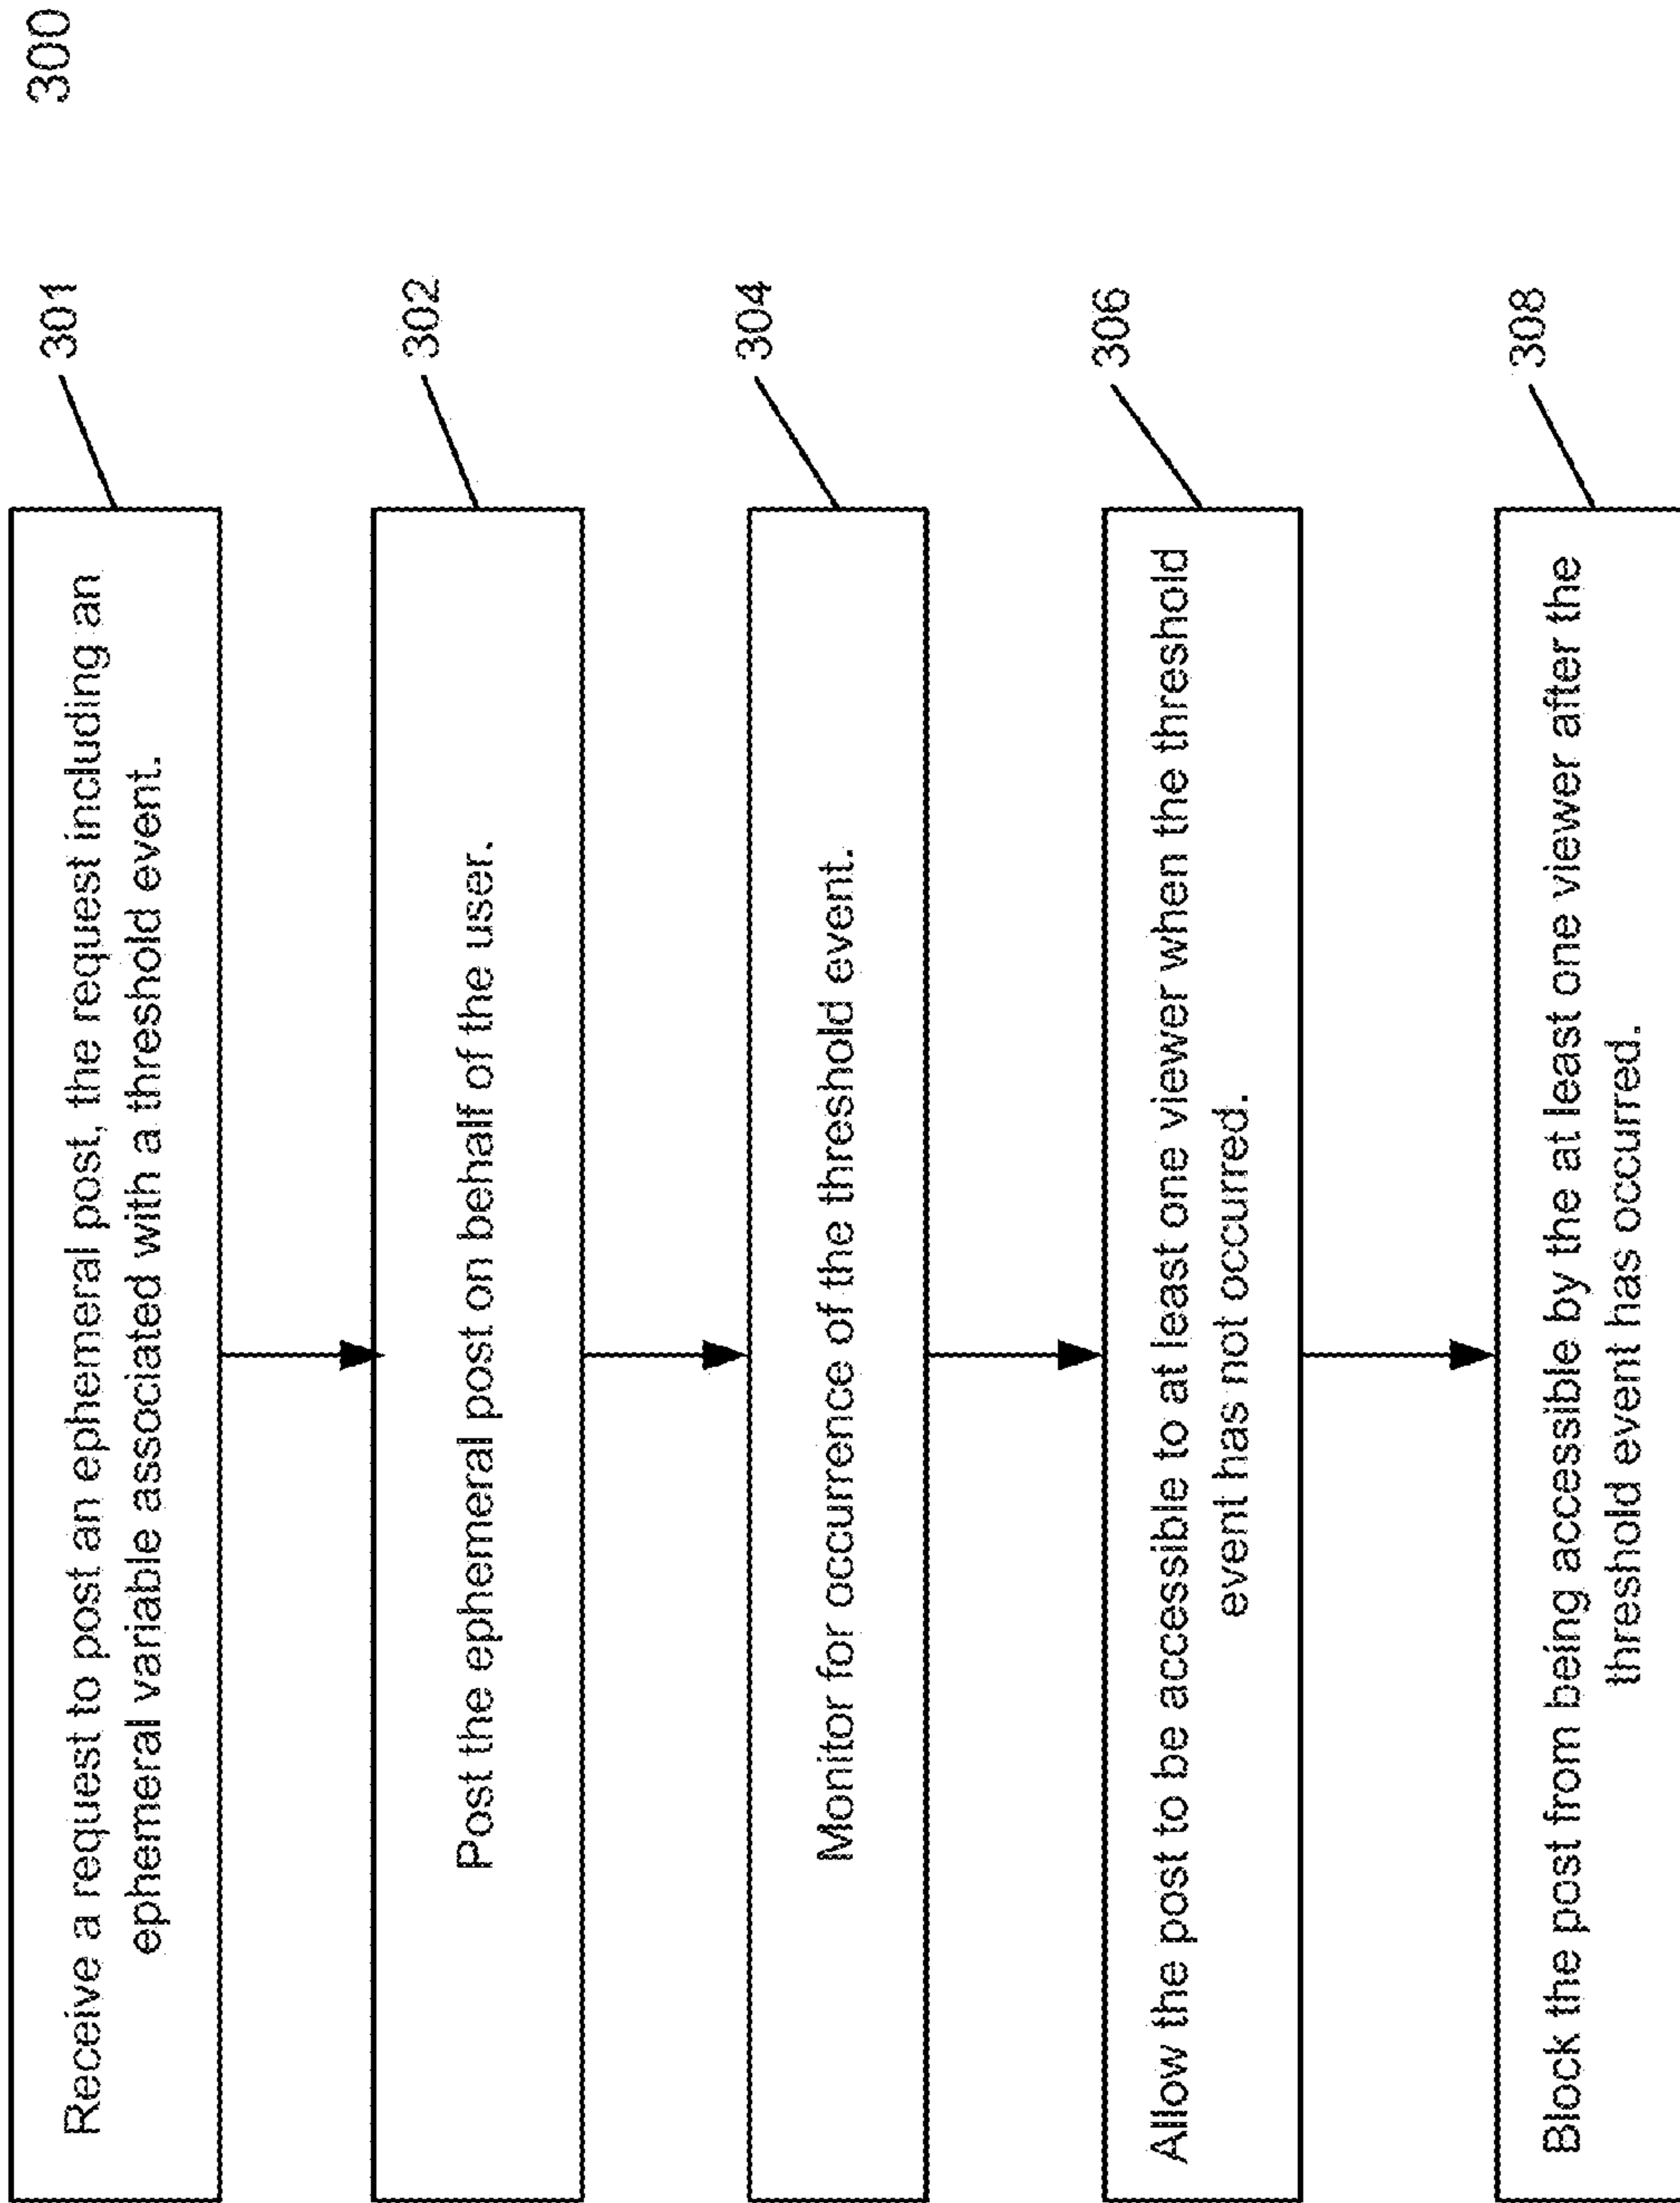 300
301
Receive a request to post an ephemeral post, the request including an
ephemeral variable associated with a threshold event.
302
Post the ephemeral post on behalf of the user.
304
Monitor for occurrence of the threshold event.
306
Allow the post to be accessible to at least one viewer when the threshold
event has not occurred.
308
Block the post from being accessible by the at least one viewer after the
threshold event has occurred.